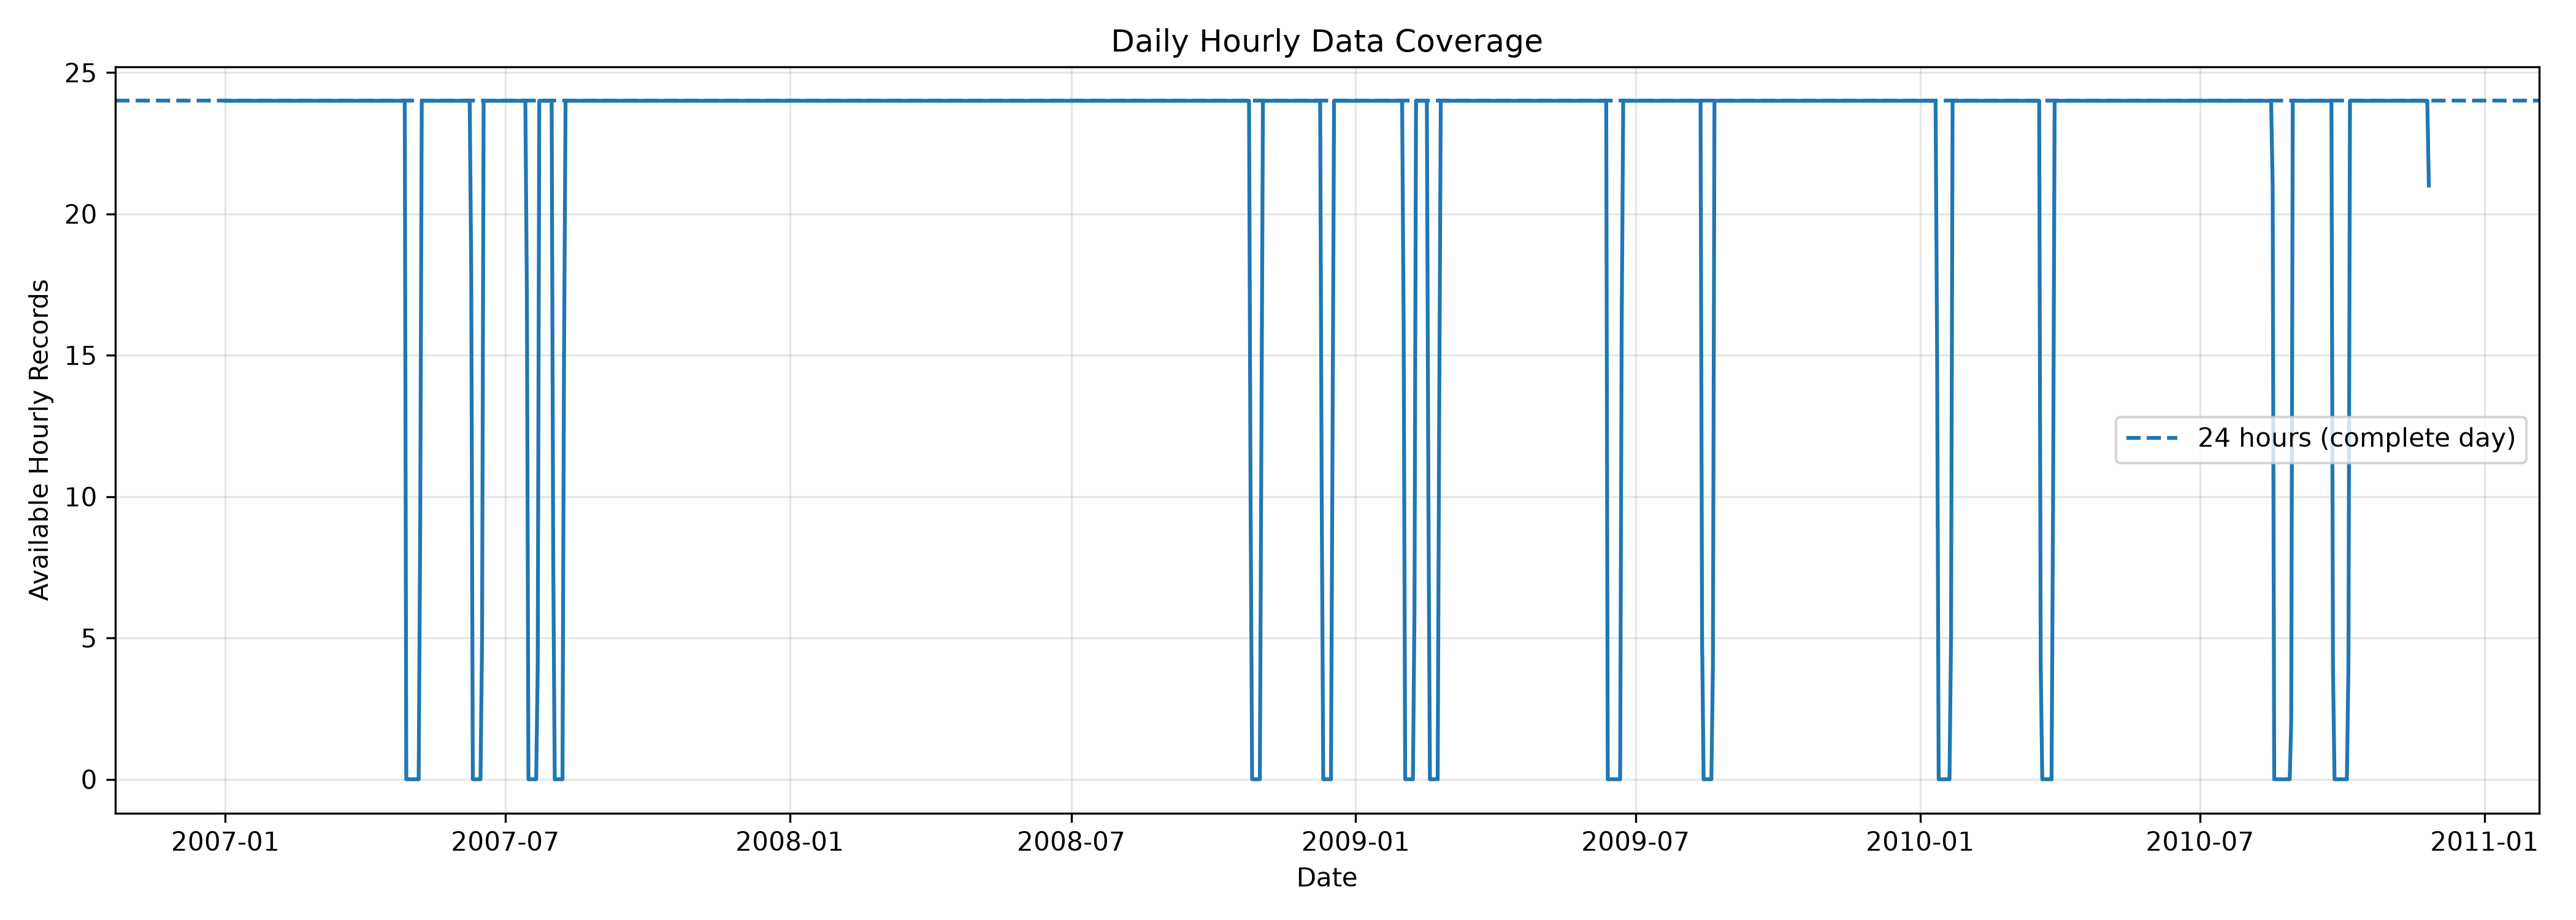 Daily Hourly Data Coverage
25
20
15
10
5
0
Available Hourly Records
24 hours (complete day)
2007-01 2007-07 2008-01 2008-07 2009-01 2009-07 2010-01 2010-07 2011-01
Date